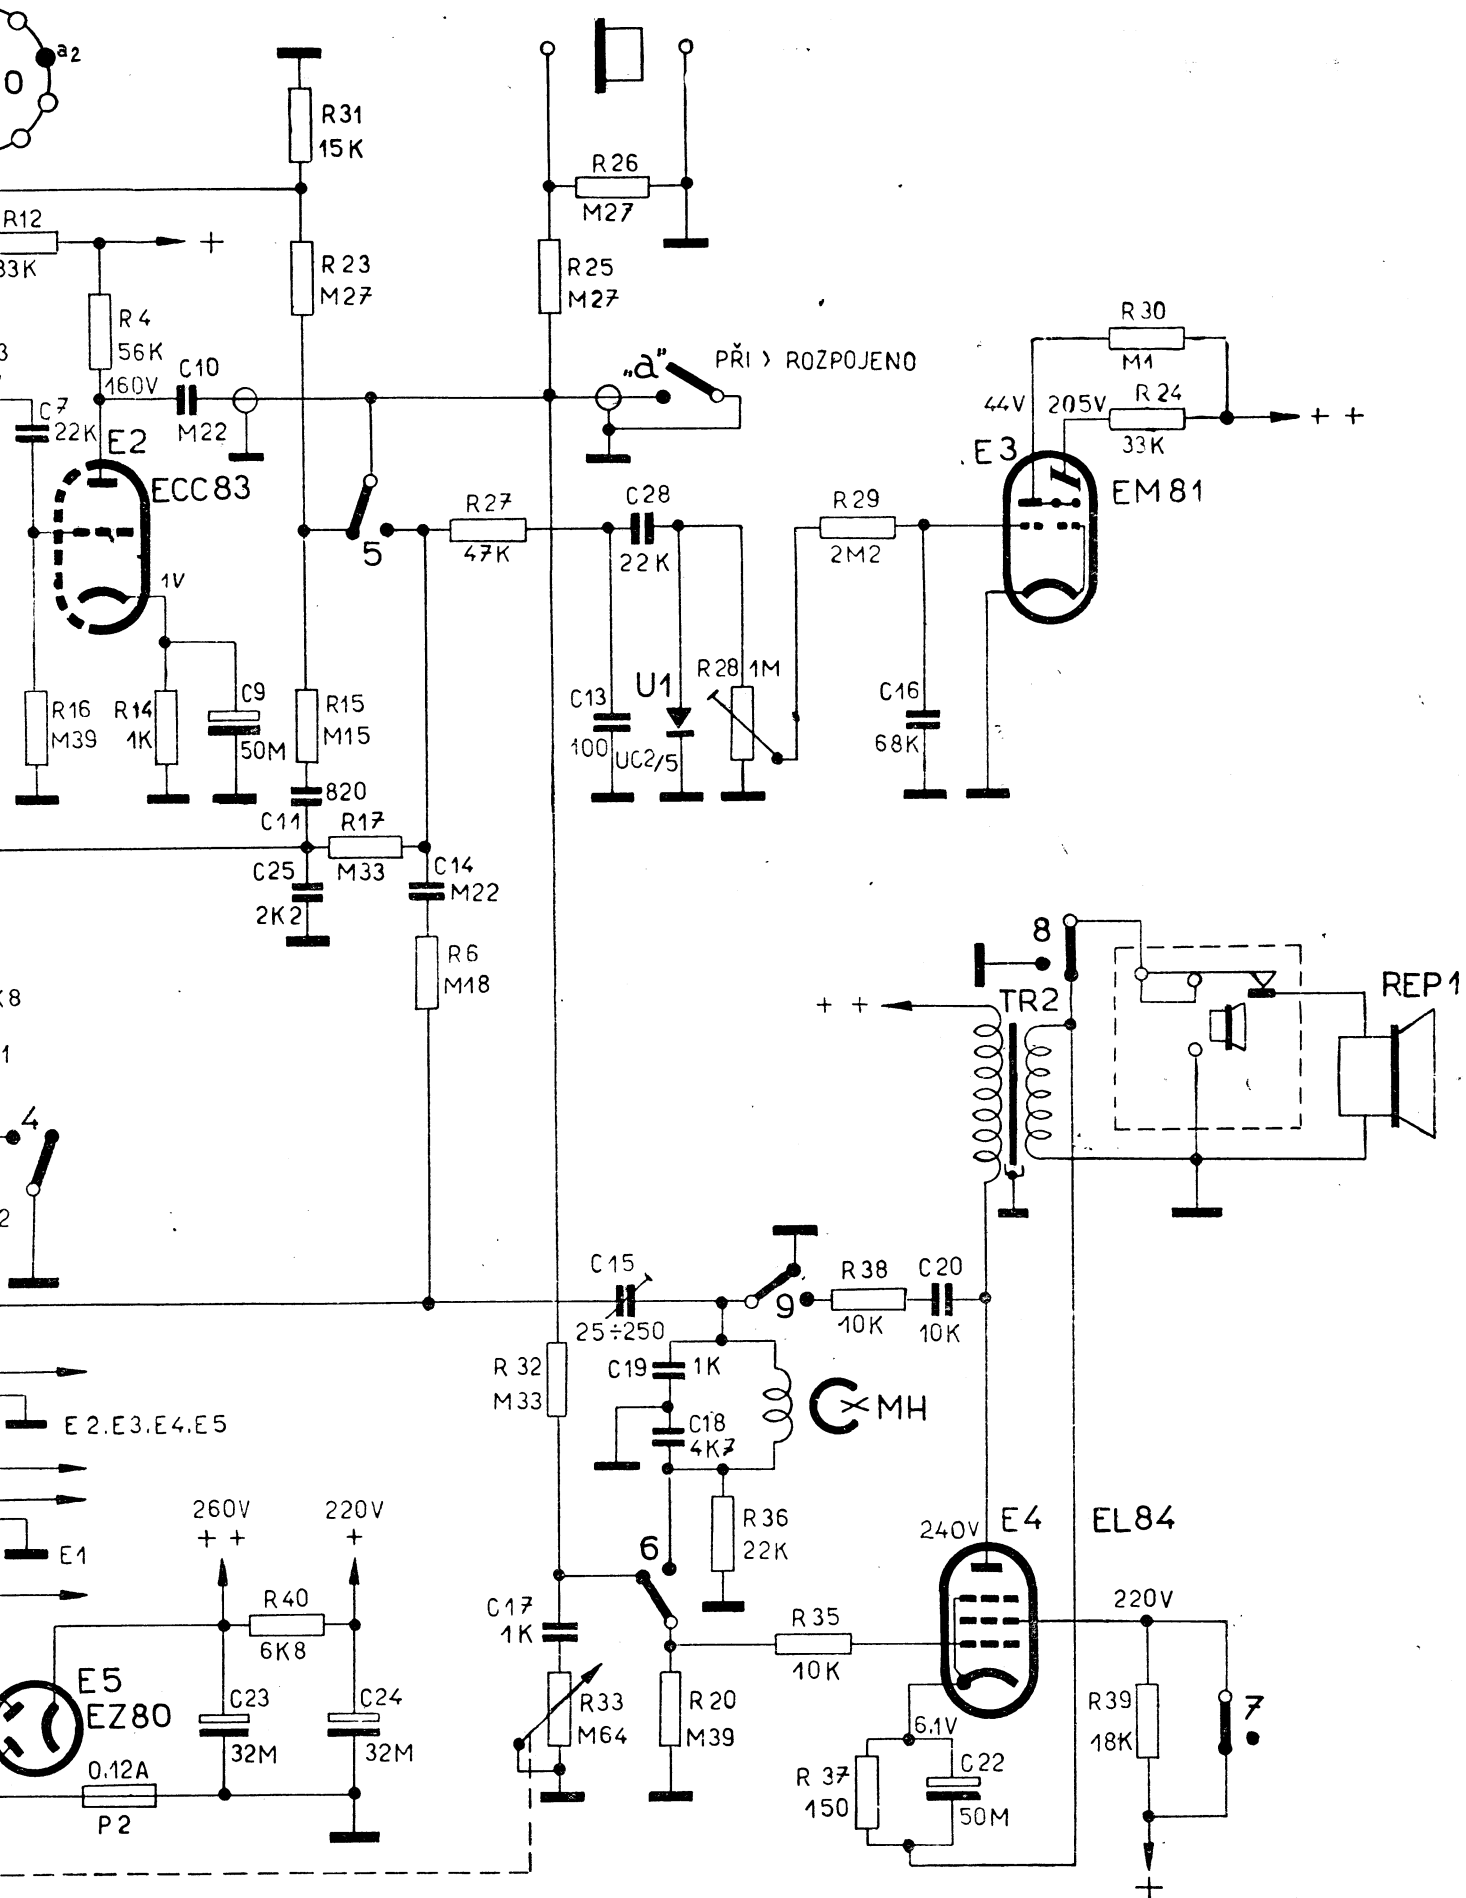 a2
0
R31
15K
R26
M27
R12
33K
+
R23
M27
R25
M27
R4
56K
160V
C10
M22
„a“
PŘI > ROZPOJENO
R30
M1
44V
205V
R24
33K
+ +
C7
22K
E2
ECC83
1V
5
R27
47K
C28
22K
R29
2M2
E3
EM81
R16
M39
R14
1K
C9
50M
R15
M15
C13
100
U1
UC2/5
R28 1M
C16
68K
820
C11
R17
M33
C25
2K2
C14
M22
R6
M18
K8
1
4
2
8
+ +
TR2
REP1
C15
25÷250
9
R38
10K
C20
10K
R32
M33
C19
1K
C18
4K7
MH
E2.E3.E4.E5
E1
260V
+ +
220V
+
R36
22K
6
240V
E4
EL84
220V
R40
6K8
C17
1K
R35
10K
E5
EZ80
C23
32M
C24
32M
R33
M64
R20
M39
6.1V
R39
18K
7
0.12A
P2
R37
150
C22
50M
+